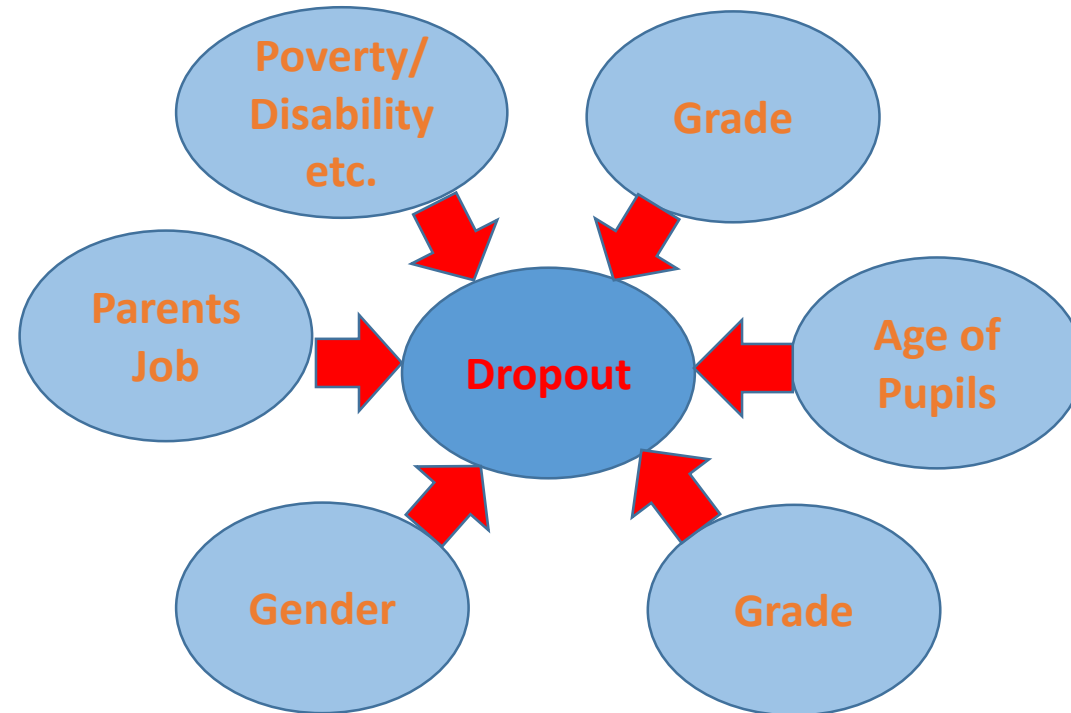 Poverty/
Disability
etc.
Grade
Parents
Job
Dropout
Age of
Pupils
Gender
Grade